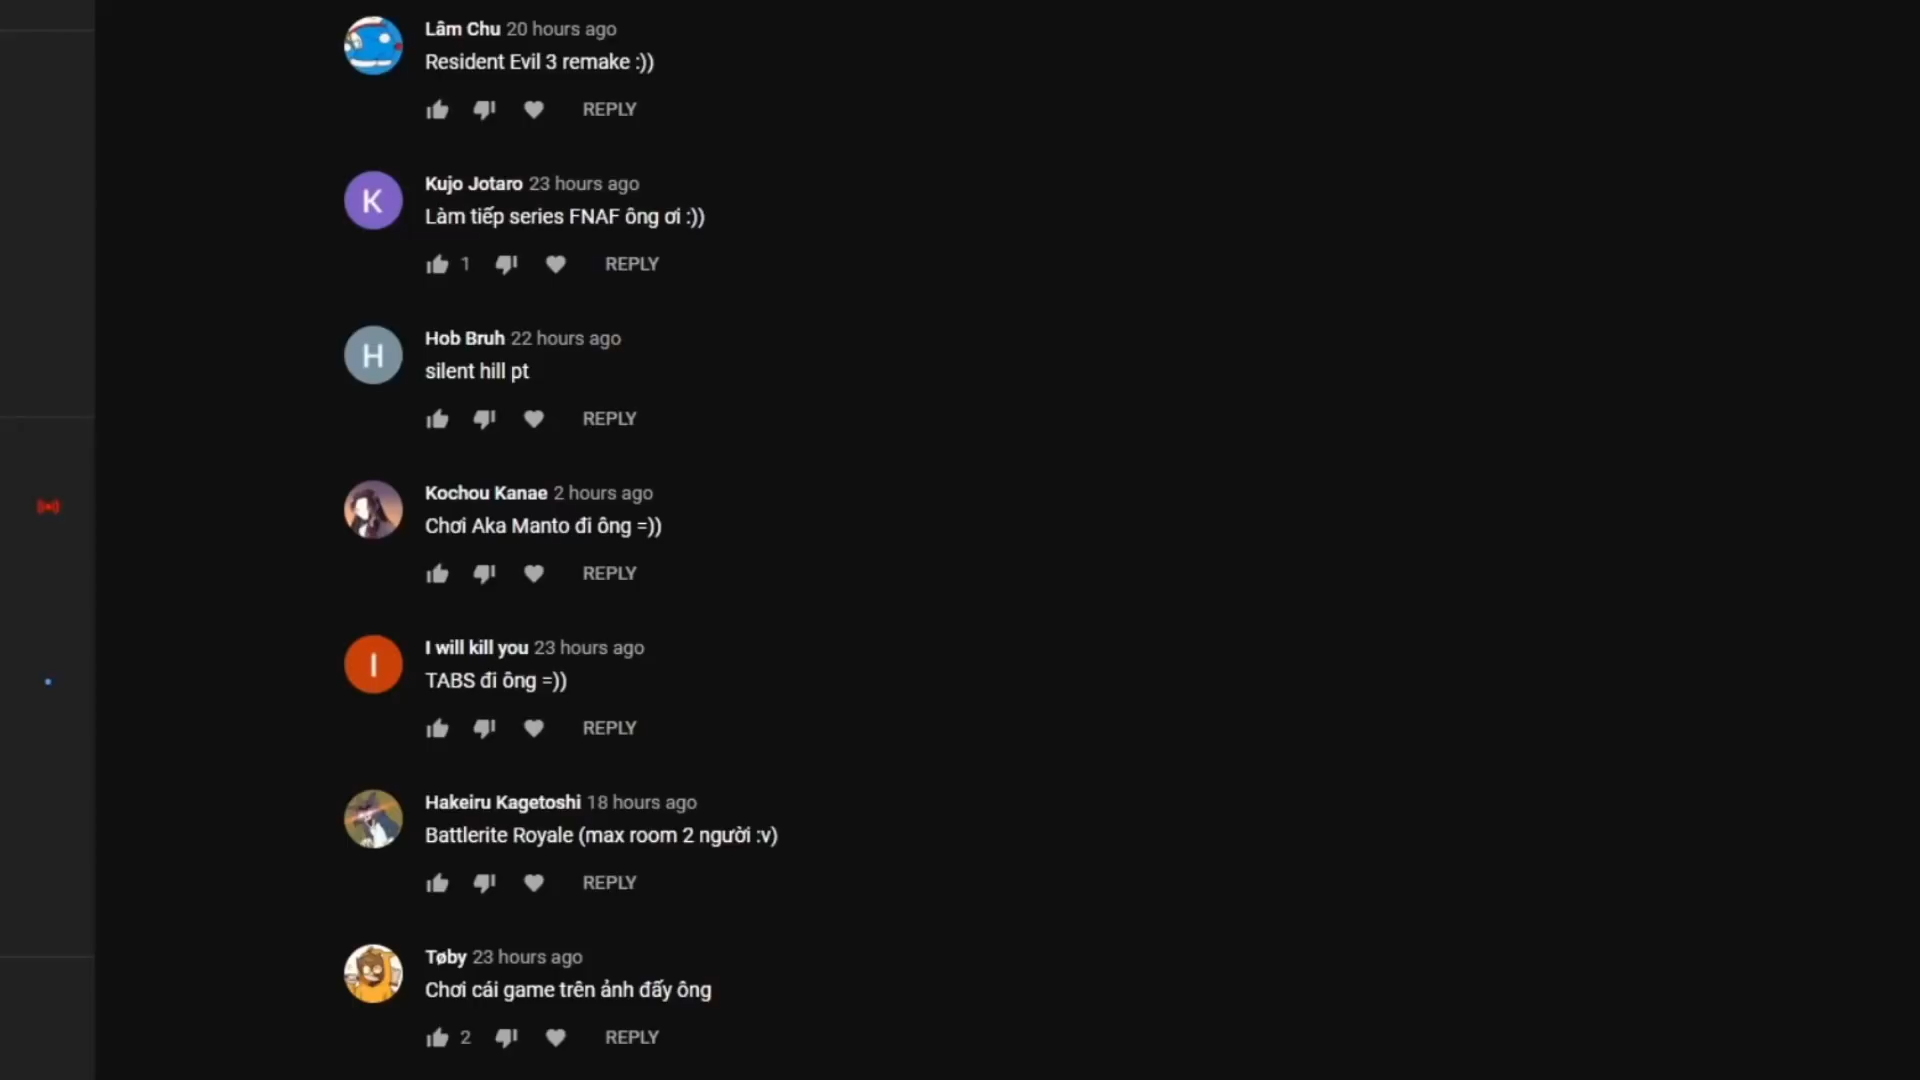 Lâm Chu 20 hours ago
Resident Evil 3 remake :))
REPLY
K
Kujo Jotaro 23 hours ago
Làm tiếp series FNAF ông ơi :))
1 REPLY
H
Hob Bruh 22 hours ago
silent hill pt
REPLY
Kochou Kanae 2 hours ago
Chơi Aka Manto đi ông =))
REPLY
I
I will kill you 23 hours ago
TABS đi ông =))
REPLY
Hakeiru Kagetoshi 18 hours ago
Battlerite Royale (max room 2 người :v)
REPLY
Tøby 23 hours ago
Chơi cái game trên ảnh đấy ông
2 REPLY